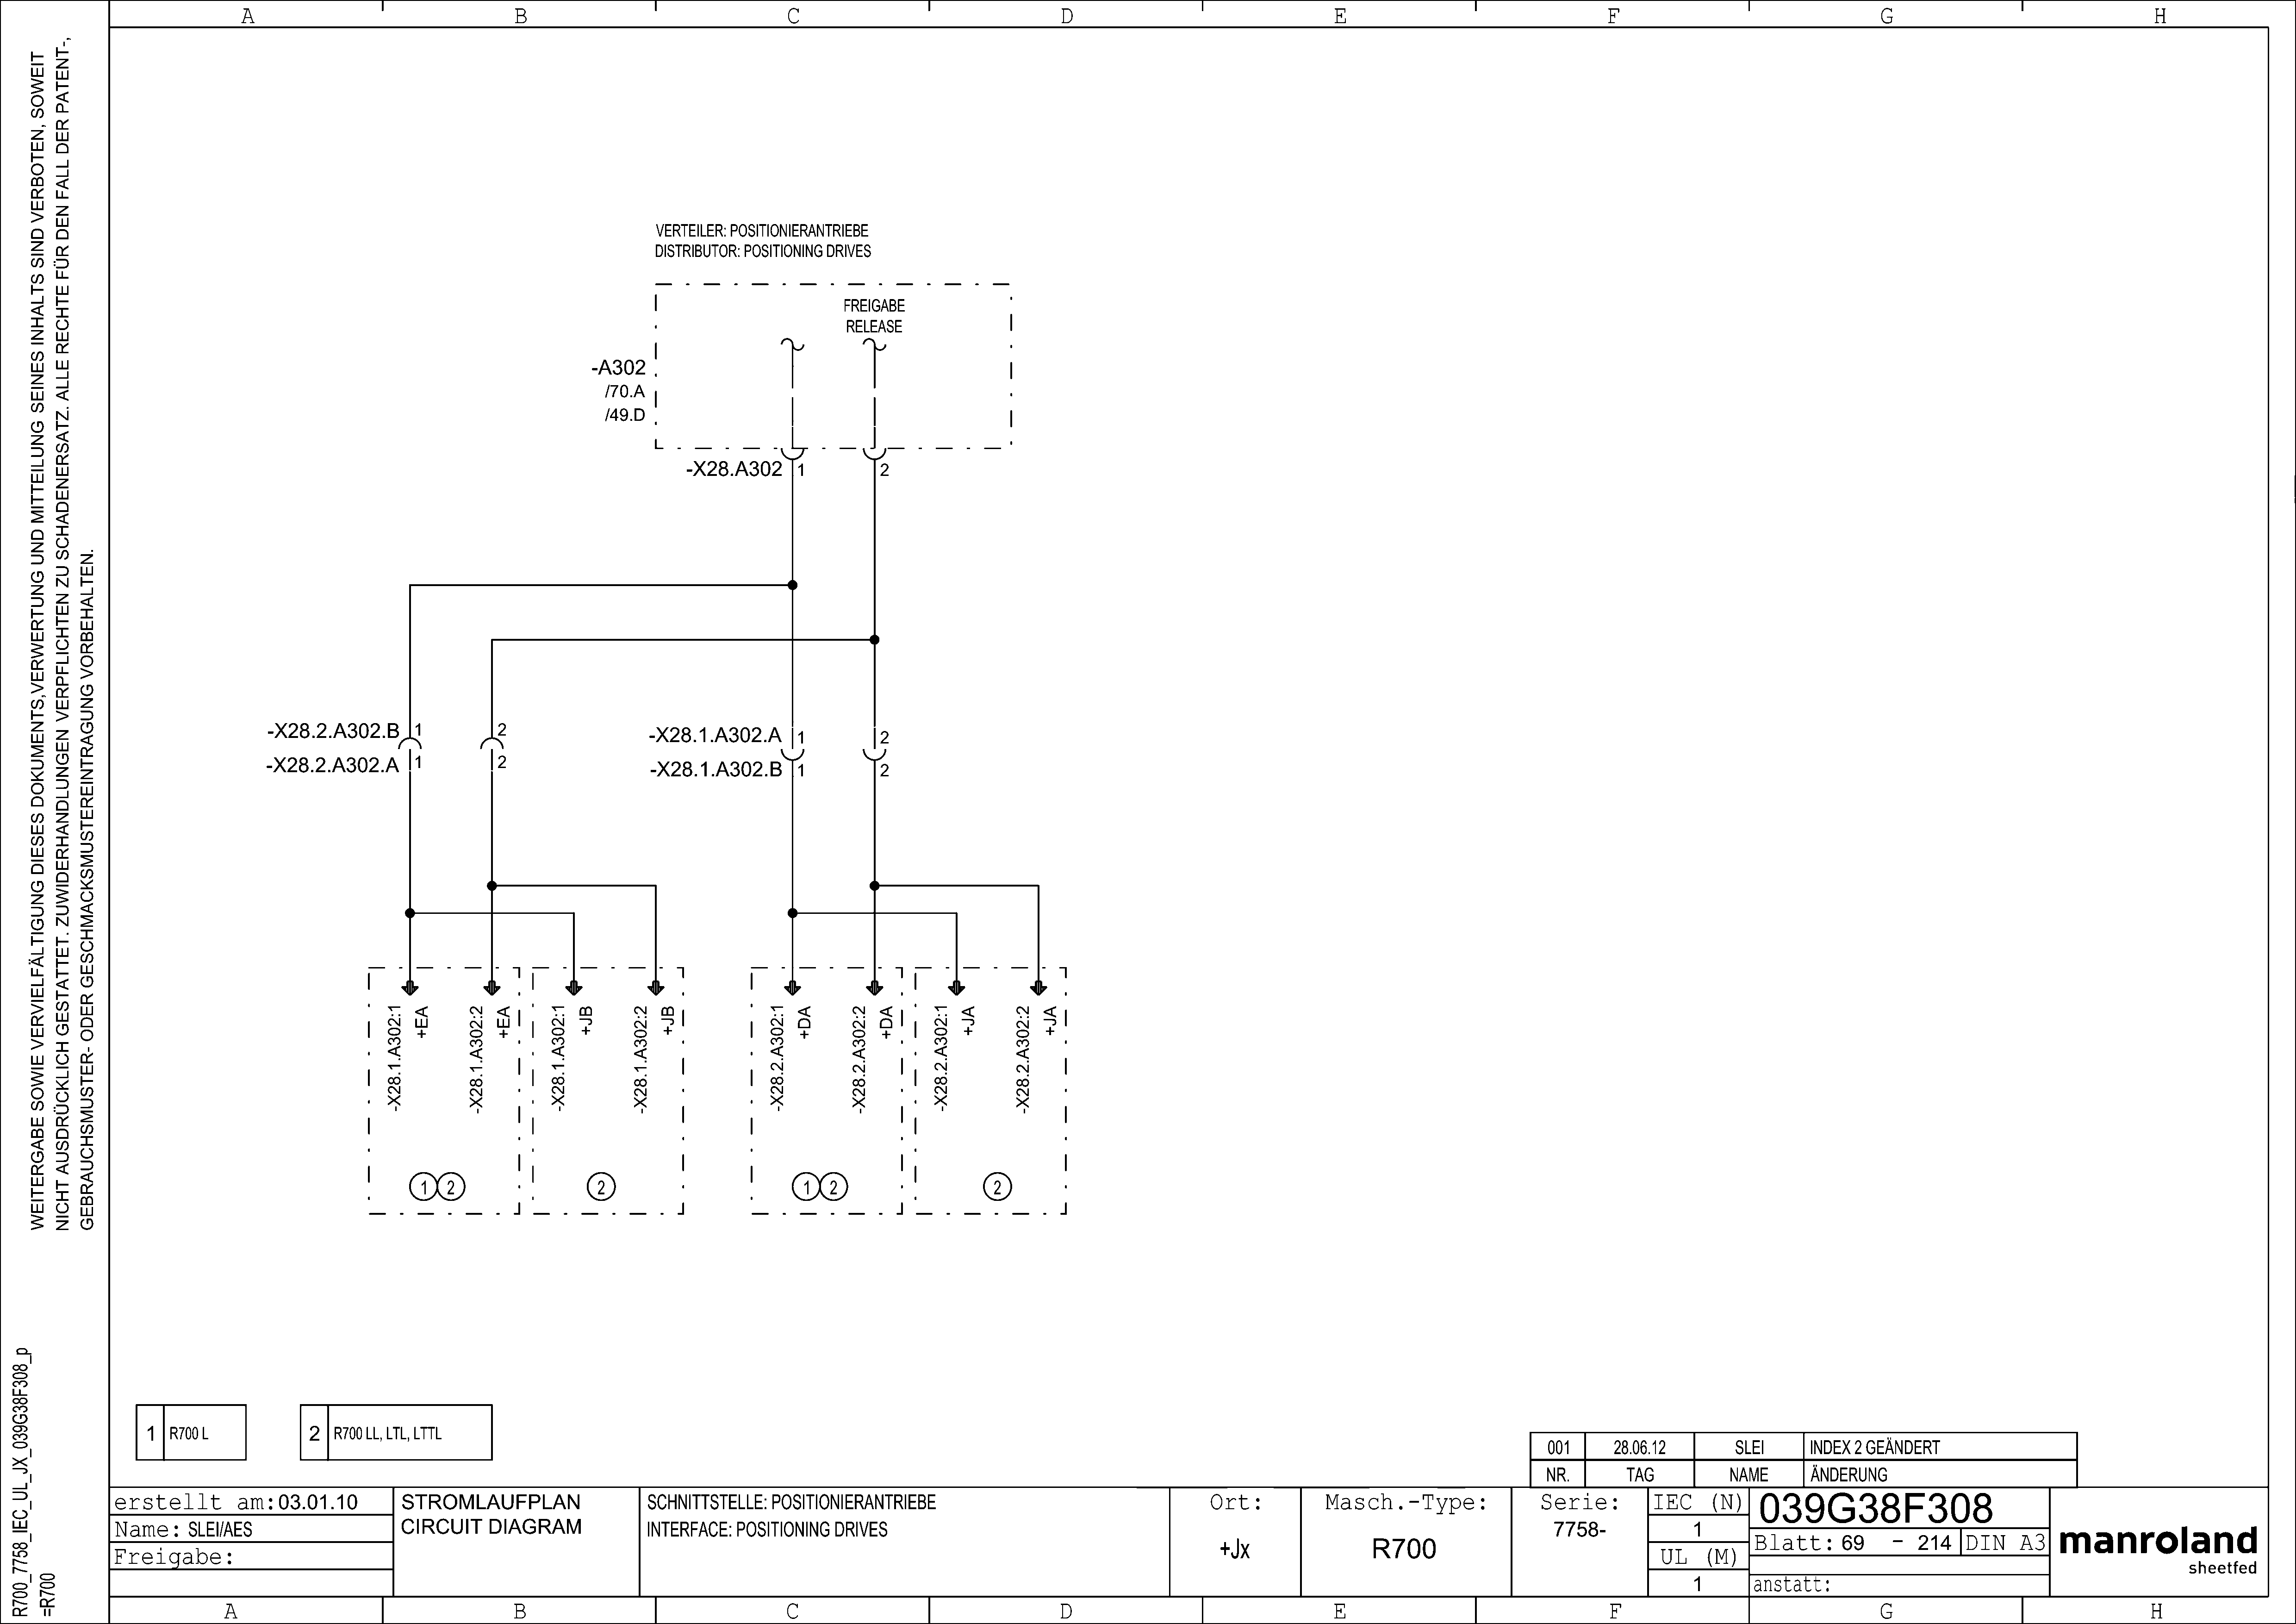 A B C D E F G H
WEITERGABE SOWIE VERVIELFÄLTIGUNG DIESES DOKUMENTS,VERWERTUNG UND MITTEILUNG SEINES INHALTS SIND VERBOTEN, SOWEIT
NICHT AUSDRÜCKLICH GESTATTET. ZUWIDERHANDLUNGEN VERPFLICHTEN ZU SCHADENERSATZ. ALLE RECHTE FÜR DEN FALL DER PATENT-,
GEBRAUCHSMUSTER- ODER GESCHMACKSMUSTEREINTRAGUNG VORBEHALTEN.
R700_7758_IEC_UL_JX_039G38F308_p
=R700
VERTEILER: POSITIONIERANTRIEBE
DISTRIBUTOR: POSITIONING DRIVES
FREIGABE
RELEASE
-A302
/70.A
/49.D
-X28.A302 1 2
-X28.2.A302.B 1 2
-X28.2.A302.A 1 2
-X28.1.A302.A 1 2
-X28.1.A302.B 1 2
-X28.1.A302:1
+EA
-X28.1.A302:2
+EA
-X28.1.A302:1
+JB
-X28.1.A302:2
+JB
-X28.2.A302:1
+DA
-X28.2.A302:2
+DA
-X28.2.A302:1
+JA
-X28.2.A302:2
+JA
1 2 2 1 2 2
1 R700 L
2 R700 LL, LTL, LTTL
001 28.06.12 SLEI INDEX 2 GEÄNDERT
NR. TAG NAME ÄNDERUNG
erstellt am: 03.01.10
Name: SLEI/AES
Freigabe:
STROMLAUFPLAN
CIRCUIT DIAGRAM
SCHNITTSTELLE: POSITIONIERANTRIEBE
INTERFACE: POSITIONING DRIVES
Ort:
+Jx
Masch.-Type:
R700
Serie:
7758-
IEC (N)
1
UL (M)
1
039G38F308
Blatt: 69 - 214 DIN A3
anstatt:
manroland
sheetfed
A B C D E F G H